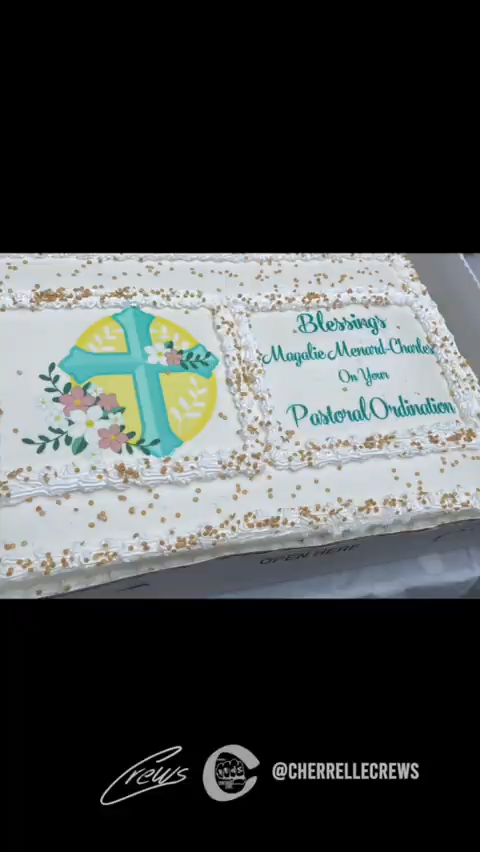 Blessings
Magalie Menard-Charles
On Your
Pastoral Ordination
OPEN HERE
Crews
@CHERRELLECREWS